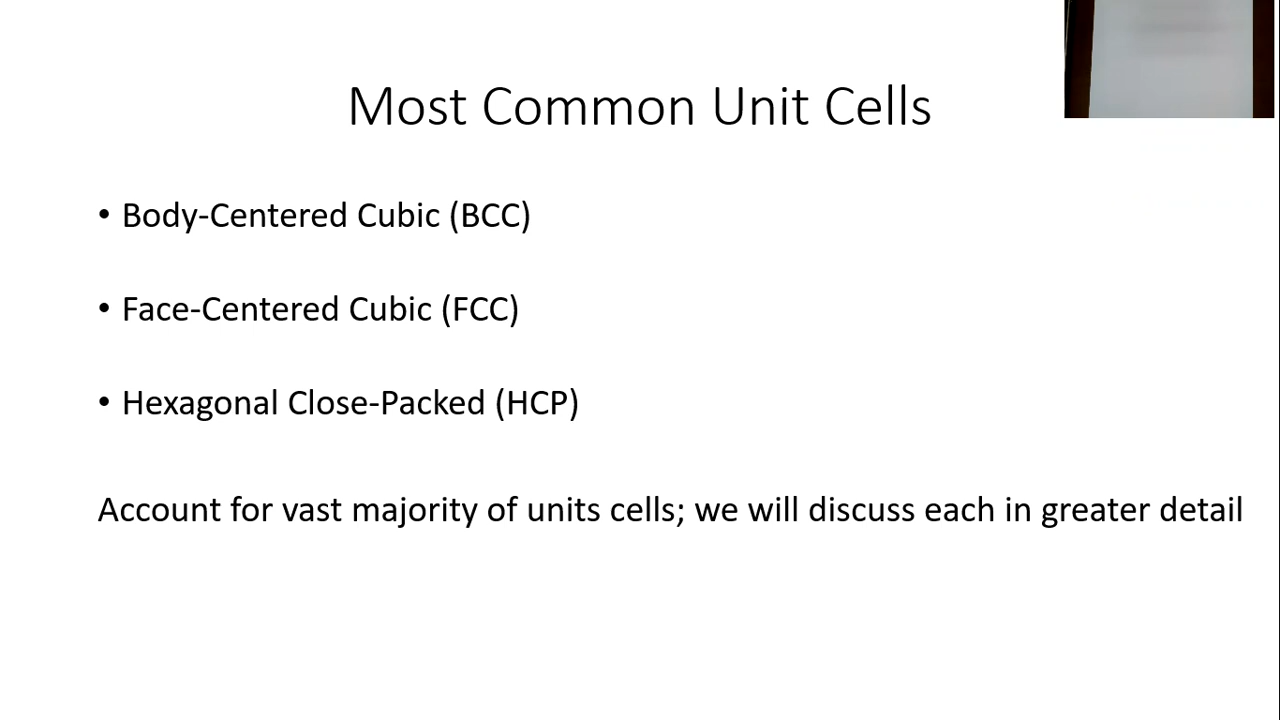 Most Common Unit Cells
• Body-Centered Cubic (BCC)
• Face-Centered Cubic (FCC)
• Hexagonal Close-Packed (HCP)
Account for vast majority of units cells; we will discuss each in greater detail